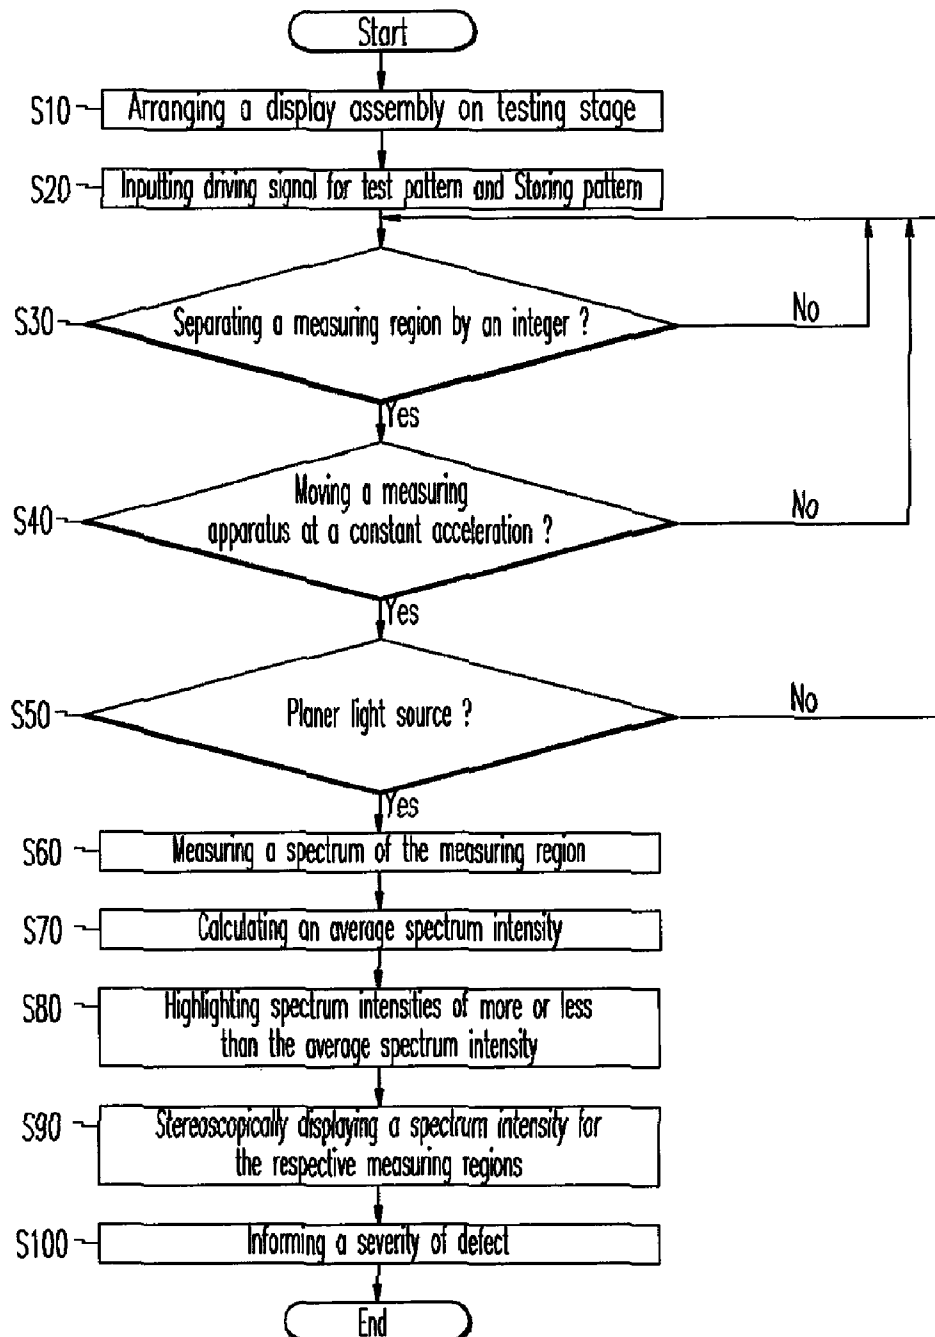 Start
S10
Arranging a display assembly on testing stage
S20
Inputting driving signal for test pattern and Storing pattern
S30
Separating a measuring region by an integer ?
No
Yes
S40
Moving a measuring
apparatus at a constant acceleration ?
No
Yes
S50
Planer light source ?
No
Yes
S60
Measuring a spectrum of the measuring region
S70
Calculating an average spectrum intensity
S80
Highlighting spectrum intensities of more or less
than the average spectrum intensity
S90
Stereoscopically displaying a spectrum intensity for
the respective measuring regions
S100
Informing a severity of defect
End